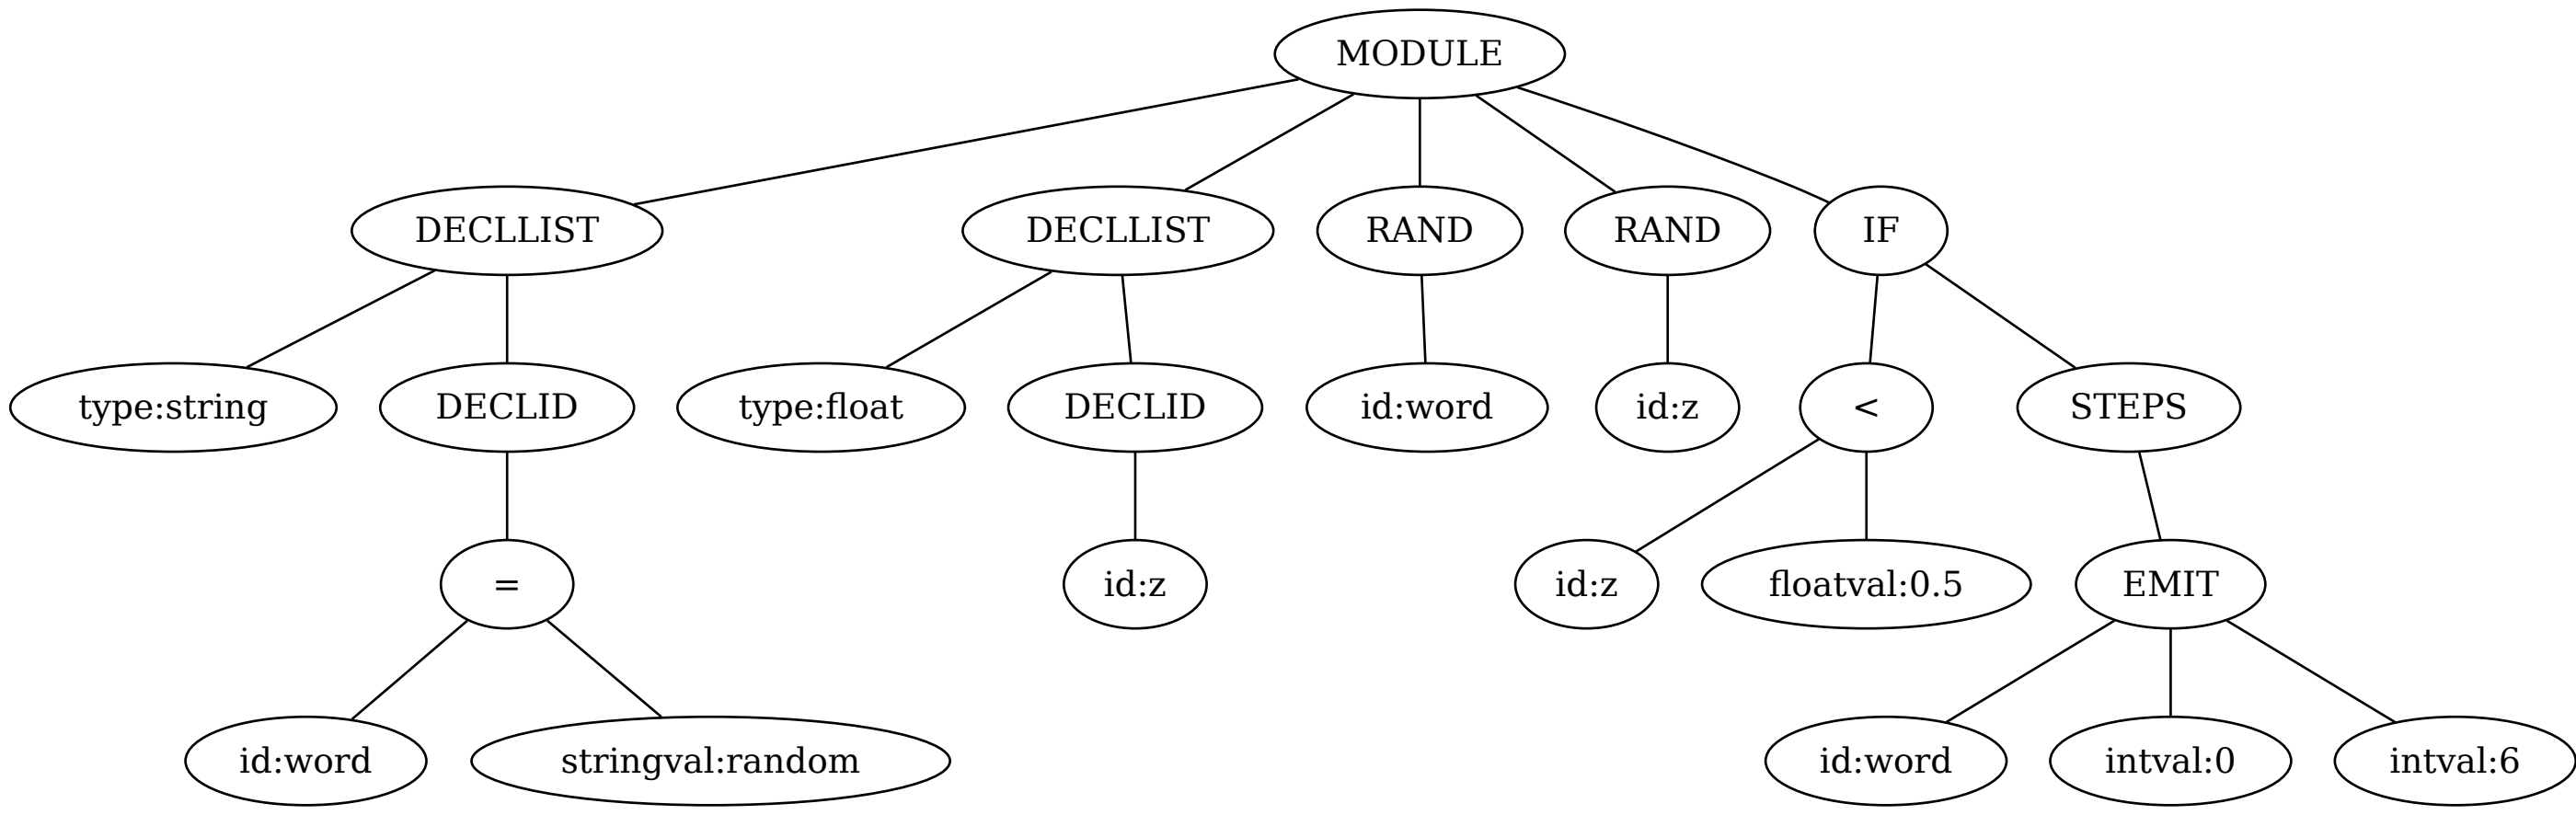 MODULE
DECLLIST
DECLLIST
RAND
RAND
IF
type:string
DECLID
type:float
DECLID
id:word
id:z
<
STEPS
=
id:z
id:z
floatval:0.5
EMIT
id:word
stringval:random
id:word
intval:0
intval:6